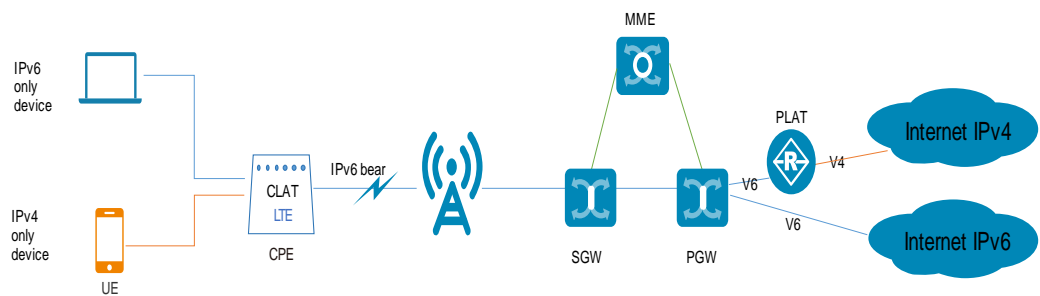 MME
IPv6
only
device
PLAT
Internet IPv4
R
V4
IPv6 bear
CLAT
LTE
V6
CPE
IPv4
only
device
V6
Internet IPv6
SGW
PGW
UE